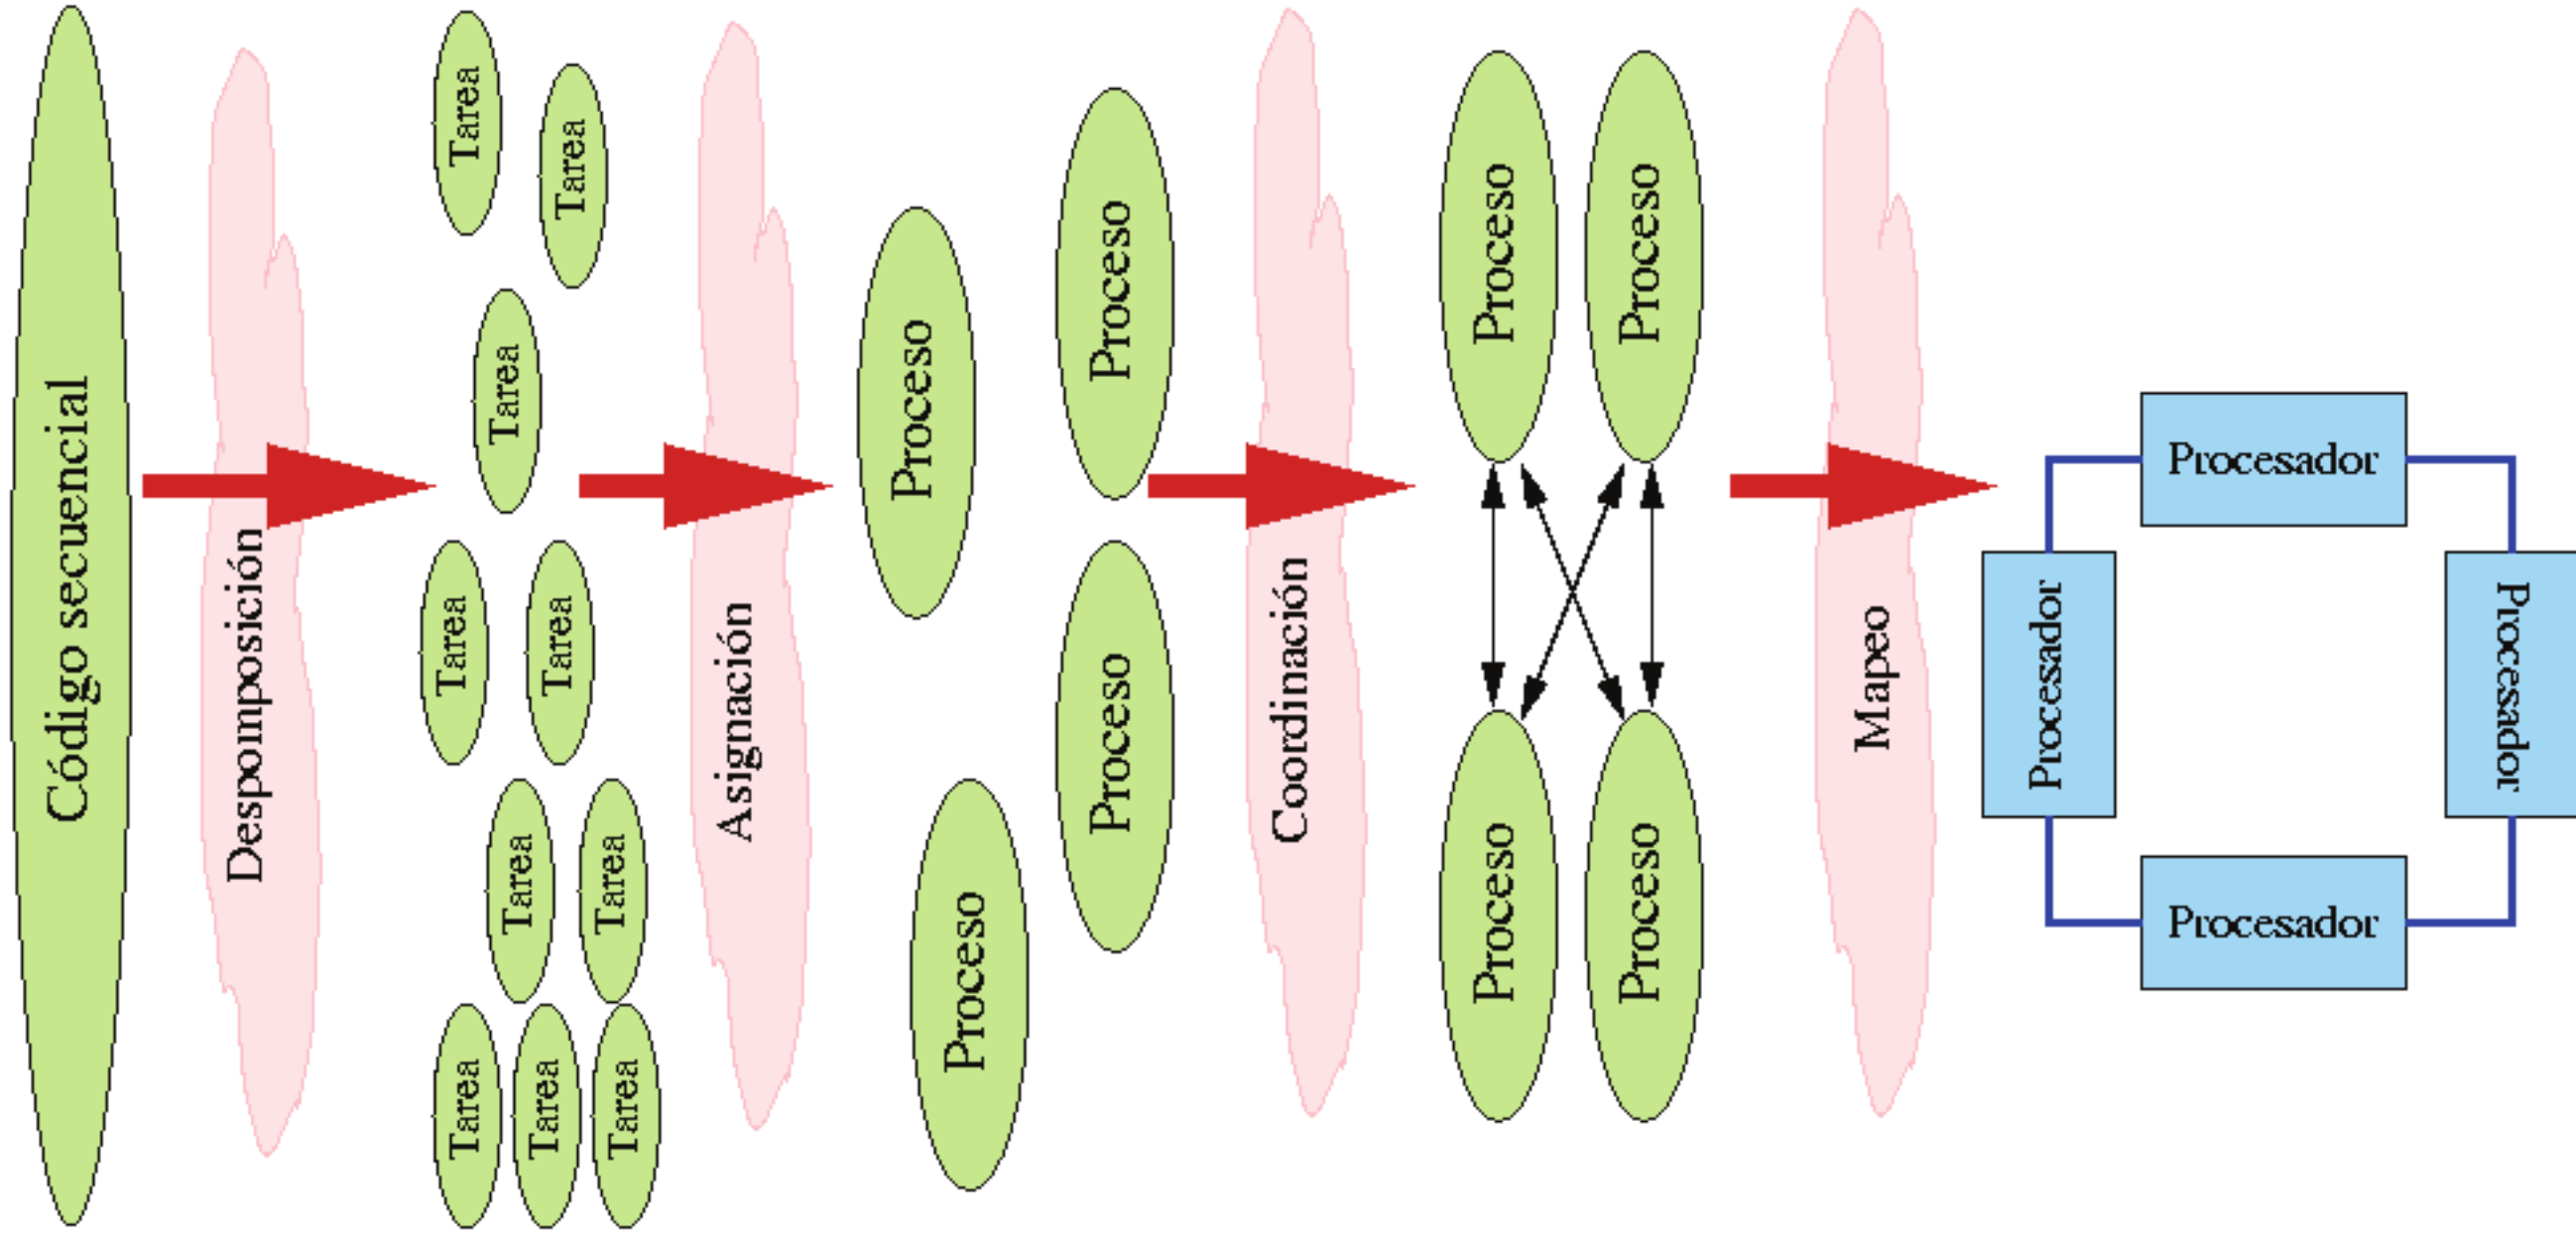 Código secuencial
Despomposición
Tarea
Tarea
Tarea
Tarea
Tarea
Tarea
Tarea
Tarea
Tarea
Tarea
Asignación
Proceso
Proceso
Proceso
Proceso
Coordinación
Proceso
Proceso
Proceso
Proceso
Mapeo
Procesador
Procesador
Procesador
Procesador